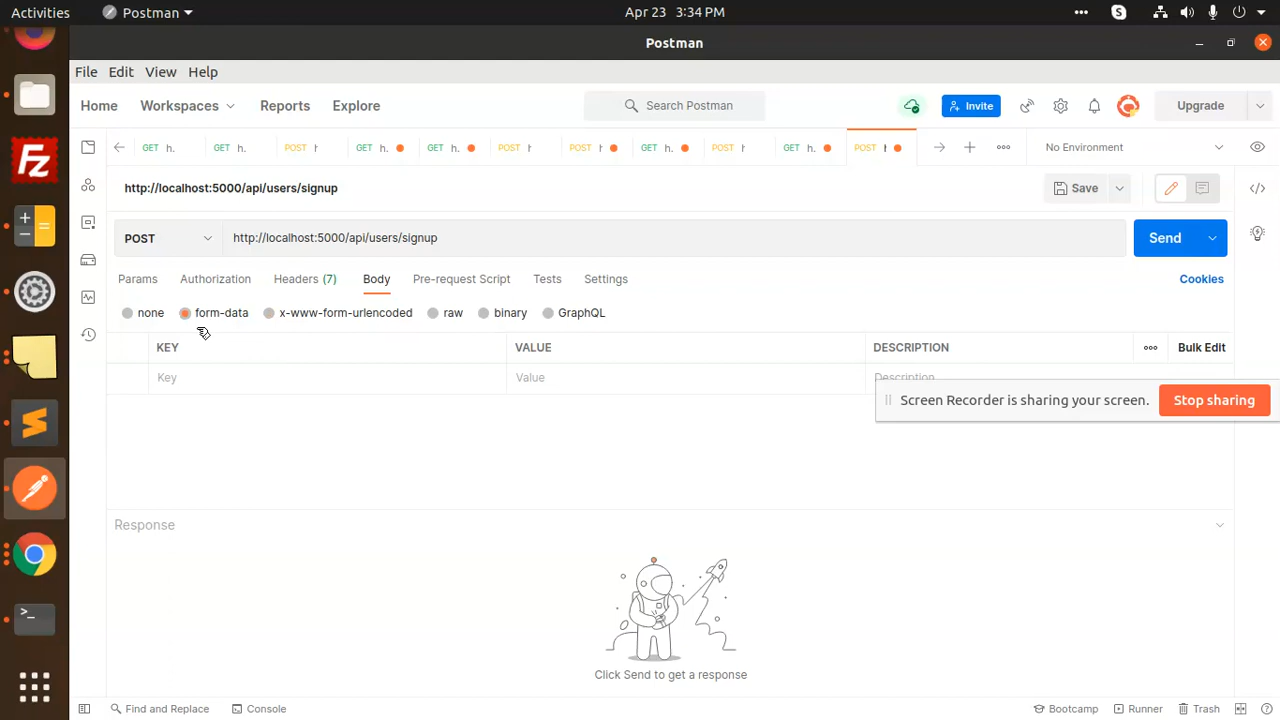 Activities Postman Apr 23 3:34 PM
Postman
File Edit View Help
Home Workspaces Reports Explore Search Postman Invite Upgrade
GET h. GET h. POST h GET h. GET h. POST h POST h GET h. POST h GET h. POST h No Environment
http://localhost:5000/api/users/signup Save
POST http://localhost:5000/api/users/signup Send
Params Authorization Headers (7) Body Pre-request Script Tests Settings Cookies
none form-data x-www-form-urlencoded raw binary GraphQL
KEY VALUE DESCRIPTION Bulk Edit
Key Value Description
Screen Recorder is sharing your screen. Stop sharing
Response
Click Send to get a response
Find and Replace Console Bootcamp Runner Trash